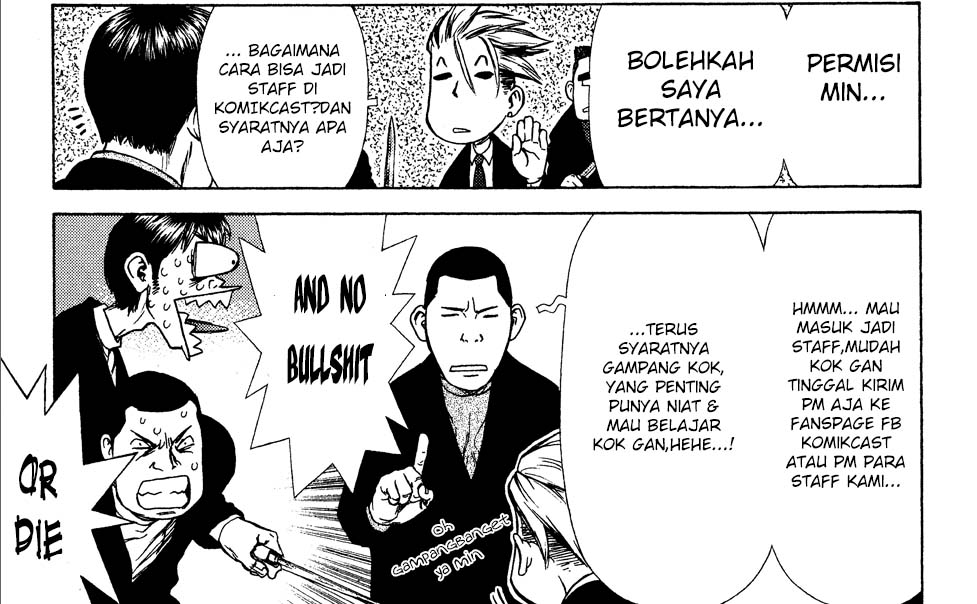 PERMISI
MIN...
BOLEHKAH
SAYA
BERTANYA...
... BAGAIMANA
CARA BISA JADI
STAFF DI
KOMIKCAST?DAN
SYARATNYA APA
AJA?
HMMM... MAU
MASUK JADI
STAFF,MUDAH
KOK GAN
TINGGAL KIRIM
PM AJA KE
FANSPAGE FB
KOMIKCAST
ATAU PM PARA
STAFF KAMI...
...TERUS
SYARATNYA
GAMPANG KOK,
YANG PENTING
PUNYA NIAT &
MAU BELAJAR
KOK GAN,HEHE...!
oh
gampangbanget
ya min
AND NO
BULLSHIT
OR
DIE